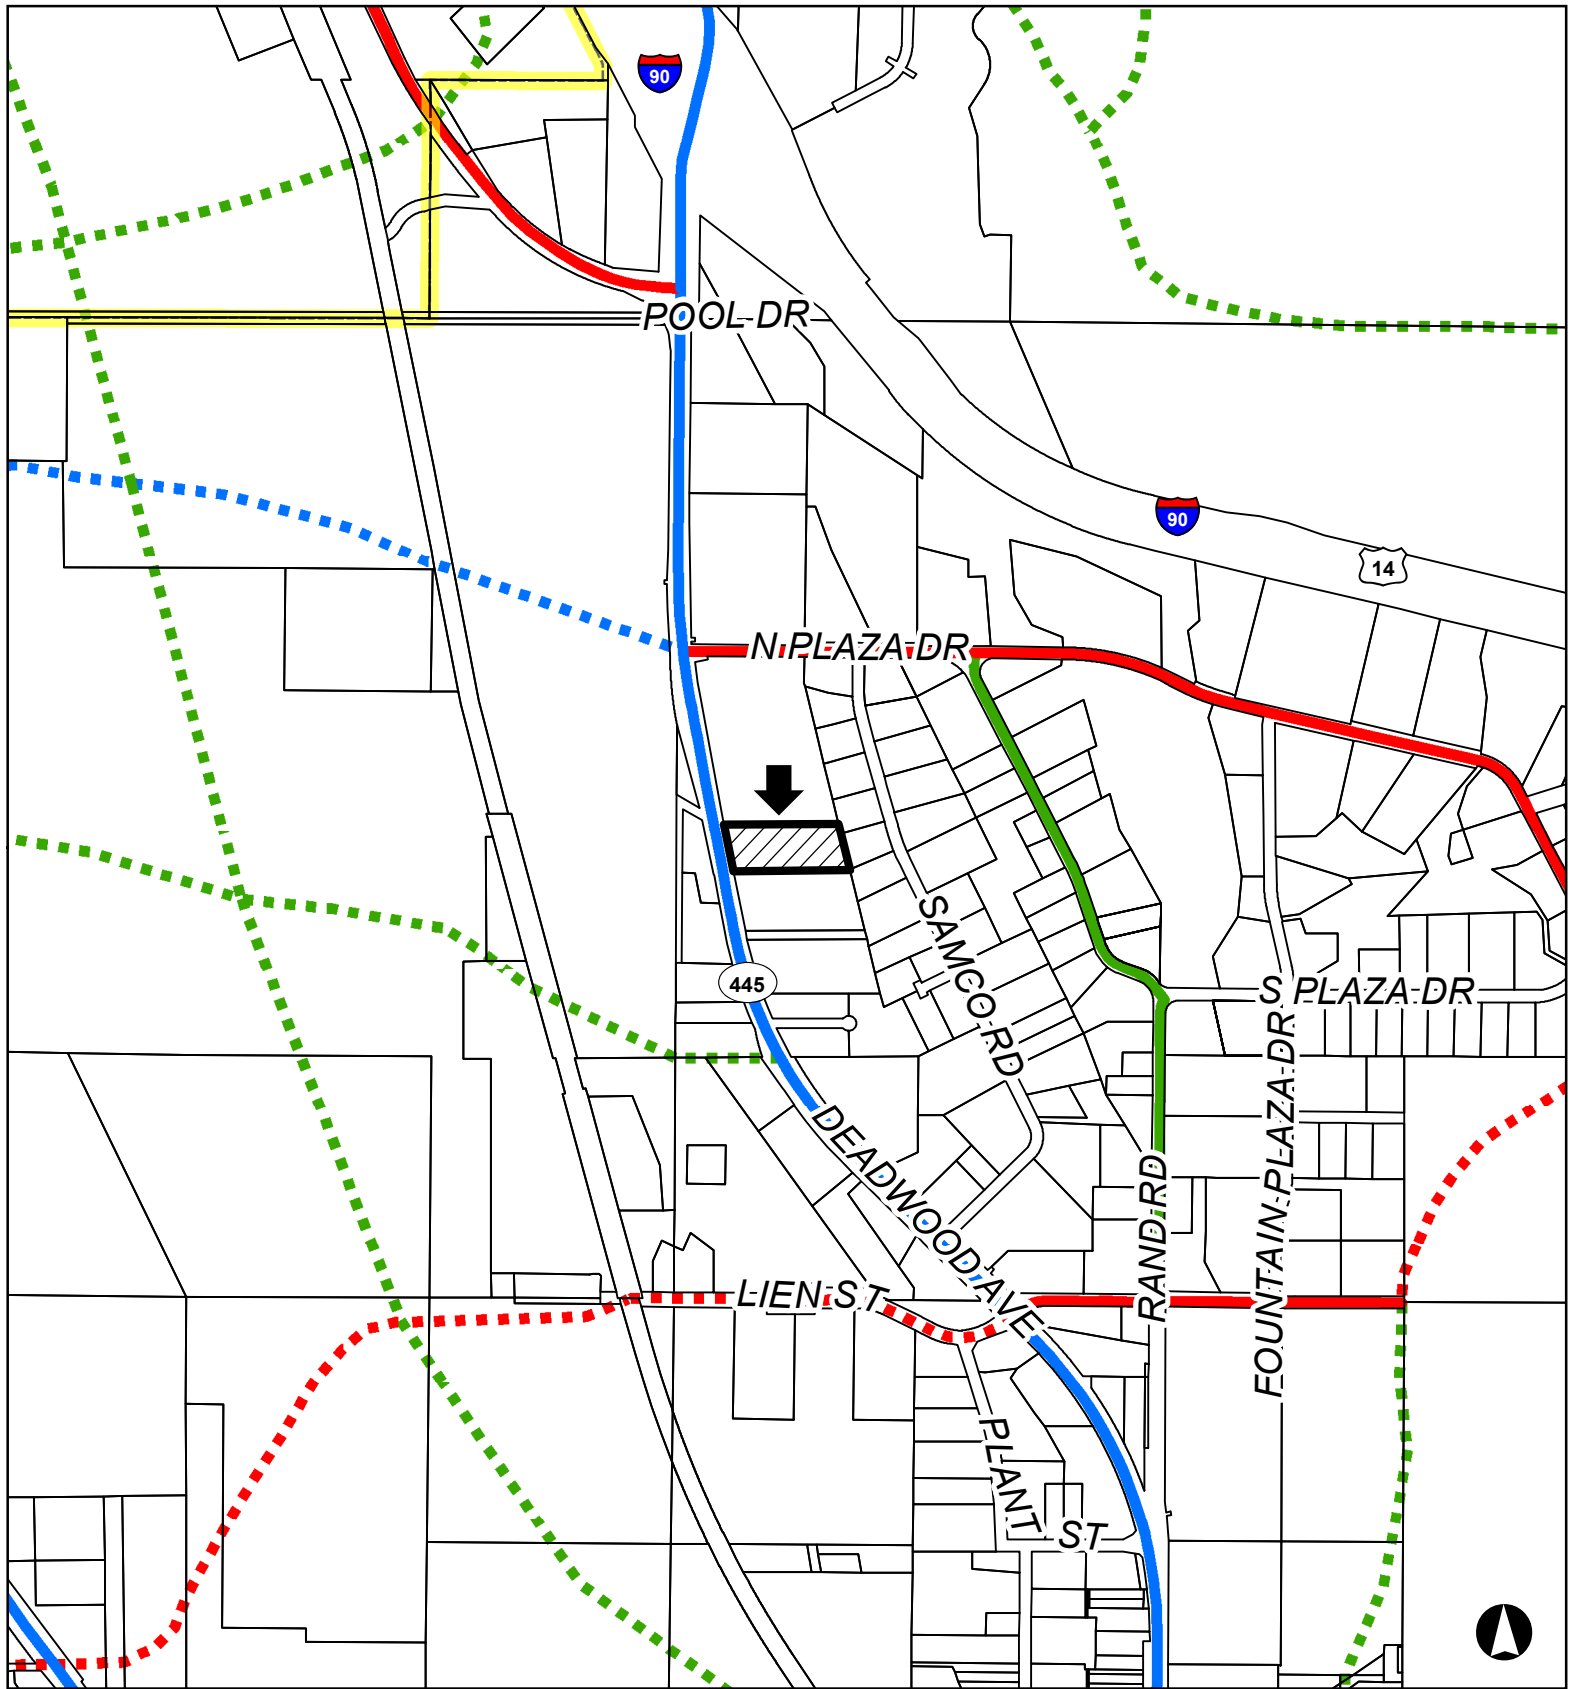 90
POOL DR
90
14
N PLAZA DR
SAMCO RD
445
S PLAZA DR
DEADWOOD AVE
RAND RD
FOUNTAIN PLAZA DR
LIEN ST
PLANT ST